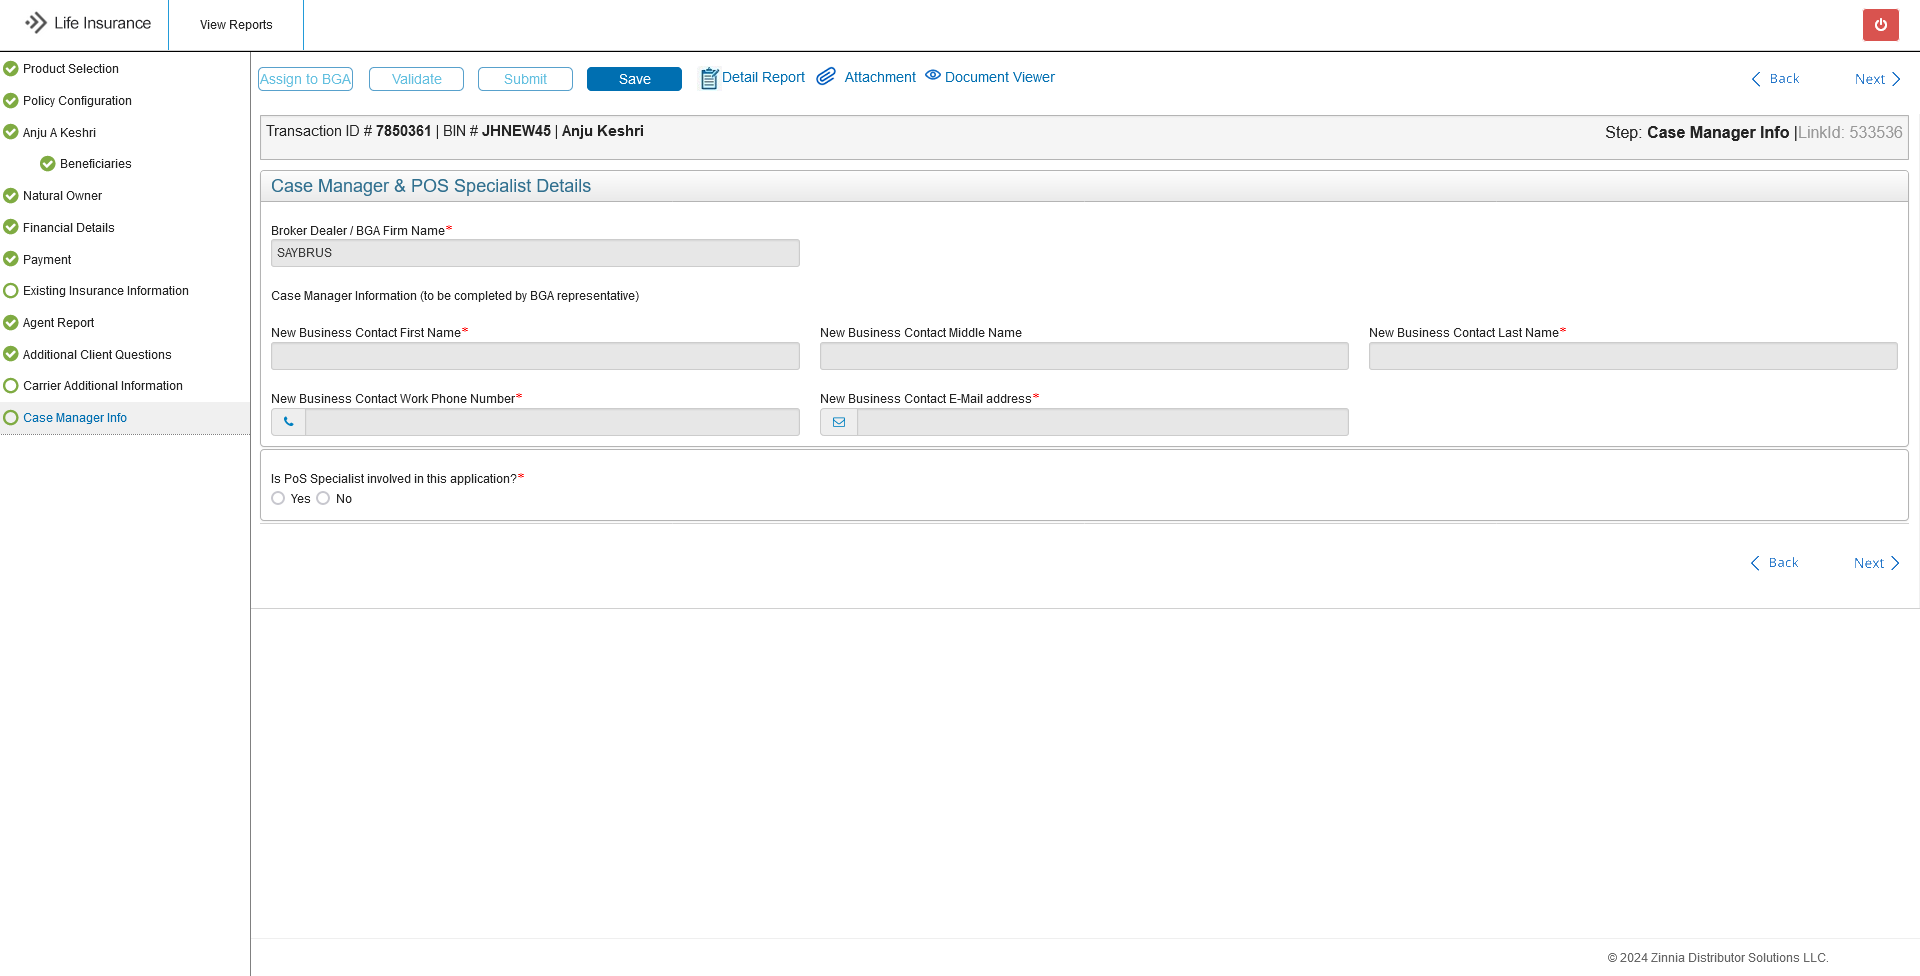 Life Insurance
View Reports
Product Selection
Policy Configuration
Anju A Keshri
Beneficiaries
Natural Owner
Financial Details
Payment
Existing Insurance Information
Agent Report
Additional Client Questions
Carrier Additional Information
Case Manager Info
Assign to BGA Validate Submit Save Detail Report Attachment Document Viewer Back Next
Transaction ID # 7850361 | BIN # JHNEW45 | Anju Keshri
Step: Case Manager Info |LinkId: 533536
Case Manager & POS Specialist Details
Broker Dealer / BGA Firm Name*
SAYBRUS
Case Manager Information (to be completed by BGA representative)
New Business Contact First Name* New Business Contact Middle Name New Business Contact Last Name*
New Business Contact Work Phone Number* New Business Contact E-Mail address*
Is PoS Specialist involved in this application?*
Yes No
Back Next
© 2024 Zinnia Distributor Solutions LLC.